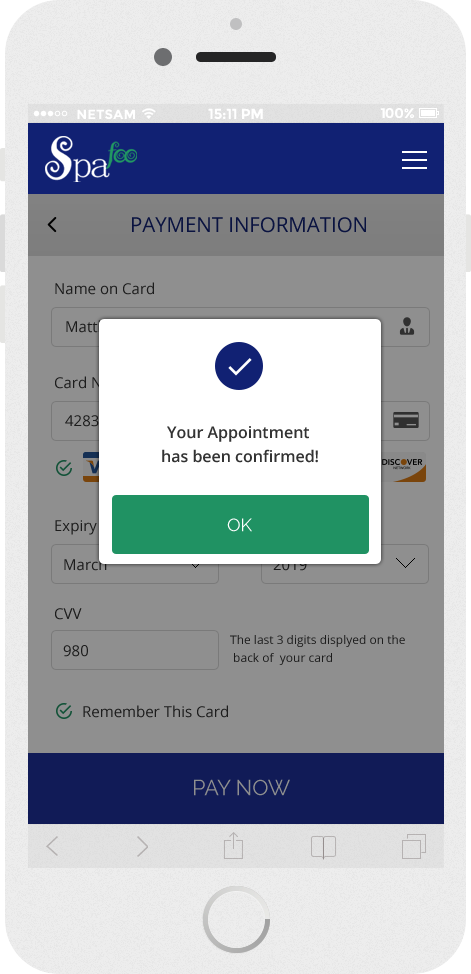 NETSAM 15:11 PM 100%
Spa foo
PAYMENT INFORMATION
Name on Card
Card
4283
DISCOVER
NETWORK
Your Appointment
has been confirmed!
OK
Expiry
March 2019
CVV
980
The last 3 digits displyed on the
back of your card
Remember This Card
PAY NOW